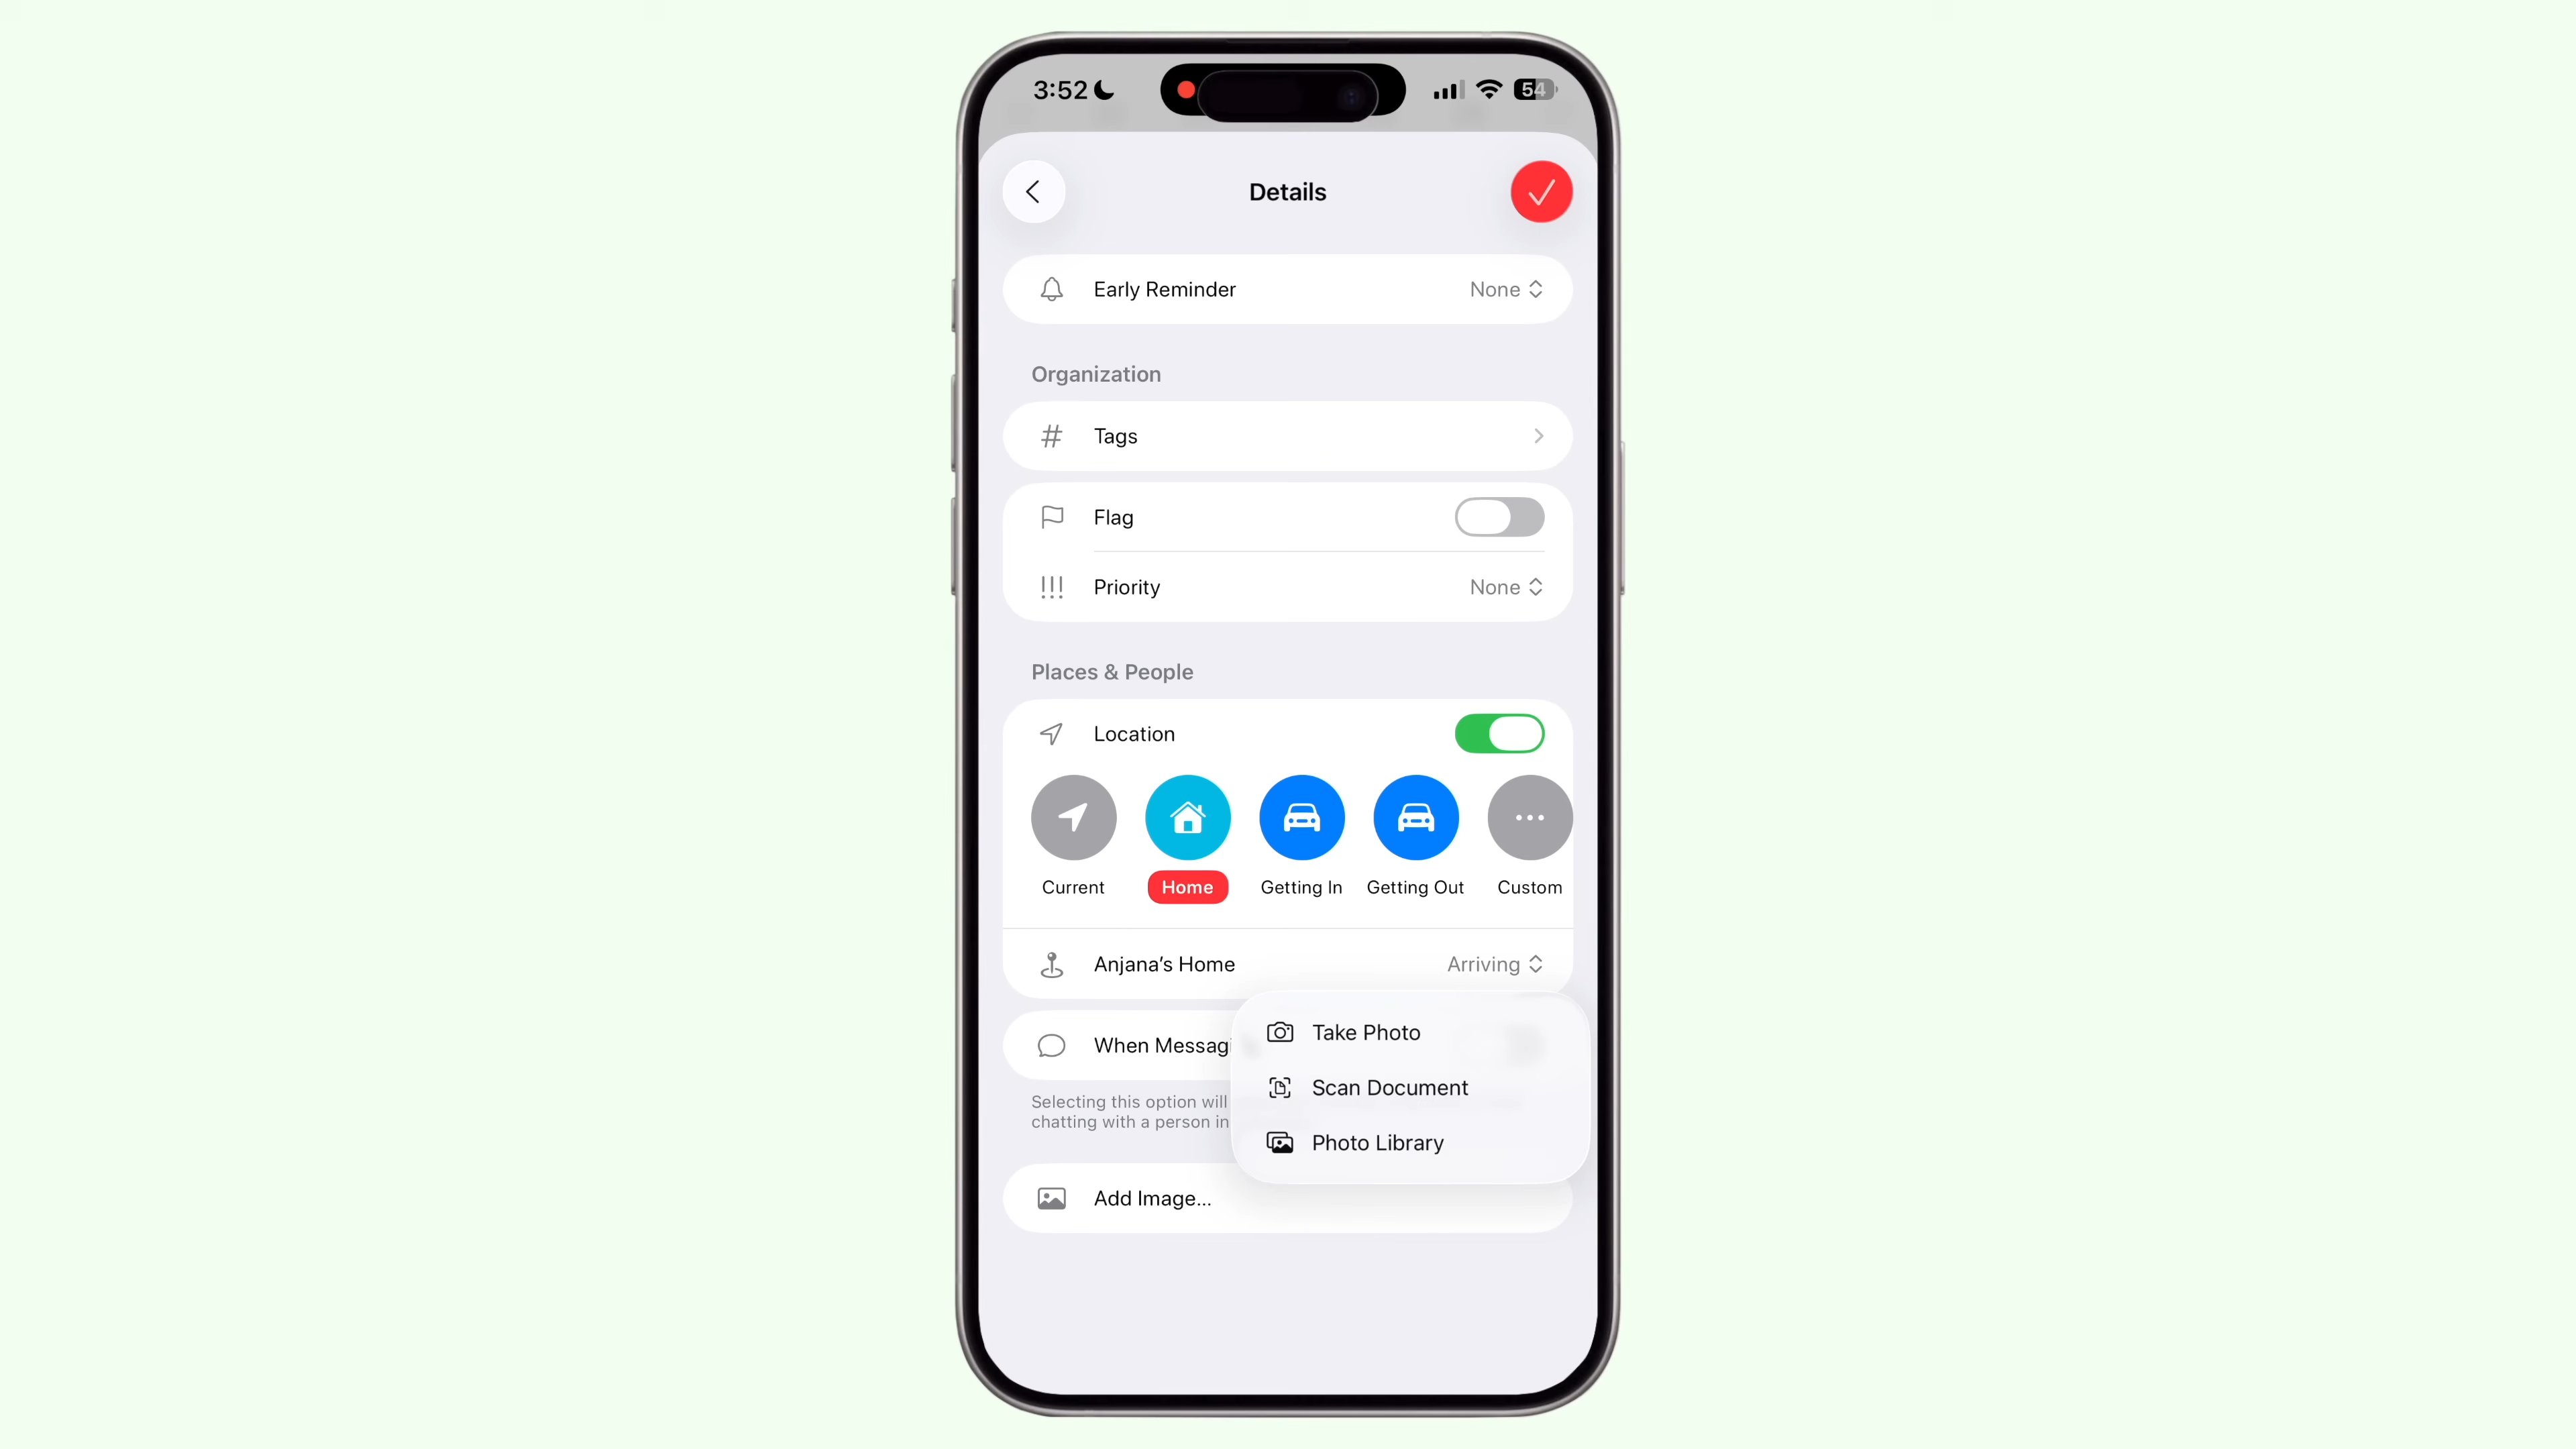 3:52
54
Details
Early Reminder None
Organization
# Tags
Flag
!!! Priority None
Places & People
Location
Current Home Getting In Getting Out Custom
Anjana’s Home Arriving
Take Photo
When Messagi
Scan Document
Selecting this option will
chatting with a person in
Photo Library
Add Image...